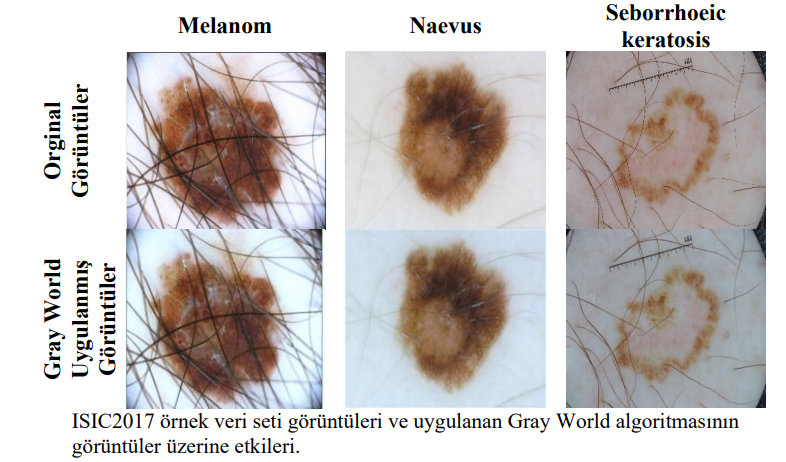 Melanom
Naevus
Seborrhoeic
keratosis
Orginal
Görüntüler
Gray World
Uygulanmış
Görüntüler
ISIC2017 örnek veri seti görüntüleri ve uygulanan Gray World algoritmasının
görüntüler üzerine etkileri.